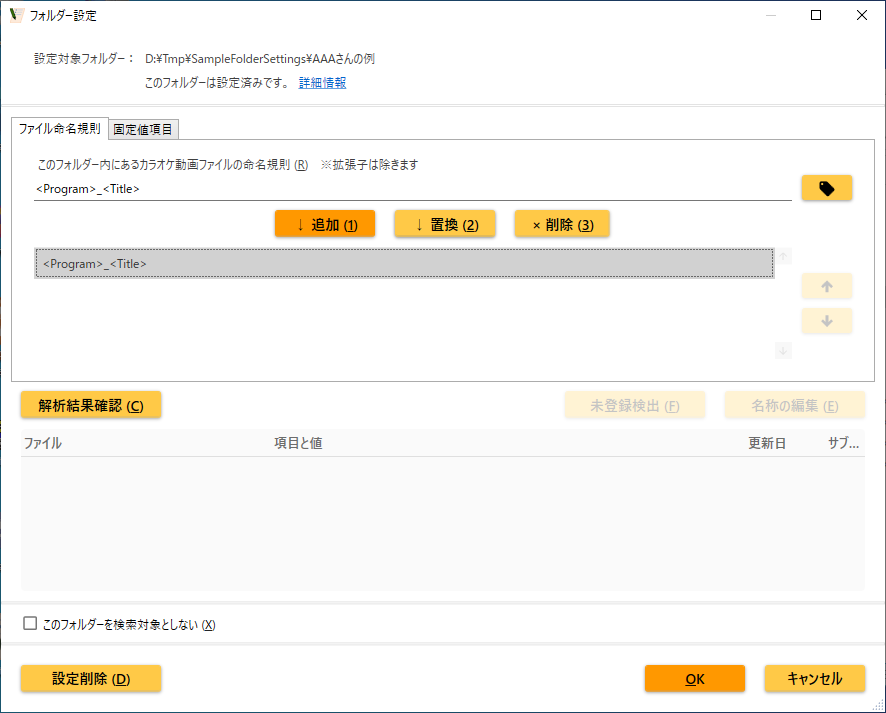 フォルダー設定
設定対象フォルダー： D:¥Tmp¥SampleFolderSettings¥AAAさんの例
このフォルダーは設定済みです。 詳細情報
ファイル命名規則 固定値項目
このフォルダー内にあるカラオケ動画ファイルの命名規則 (R) ※拡張子は除きます
<Program>_<Title>
↓ 追加 (1) ↓ 置換 (2) × 削除 (3)
<Program>_<Title>
解析結果確認 (C) 未登録検出 (F) 名称の編集 (E)
ファイル 項目と値 更新日 サブ...
このフォルダーを検索対象としない (X)
設定削除 (D) OK キャンセル